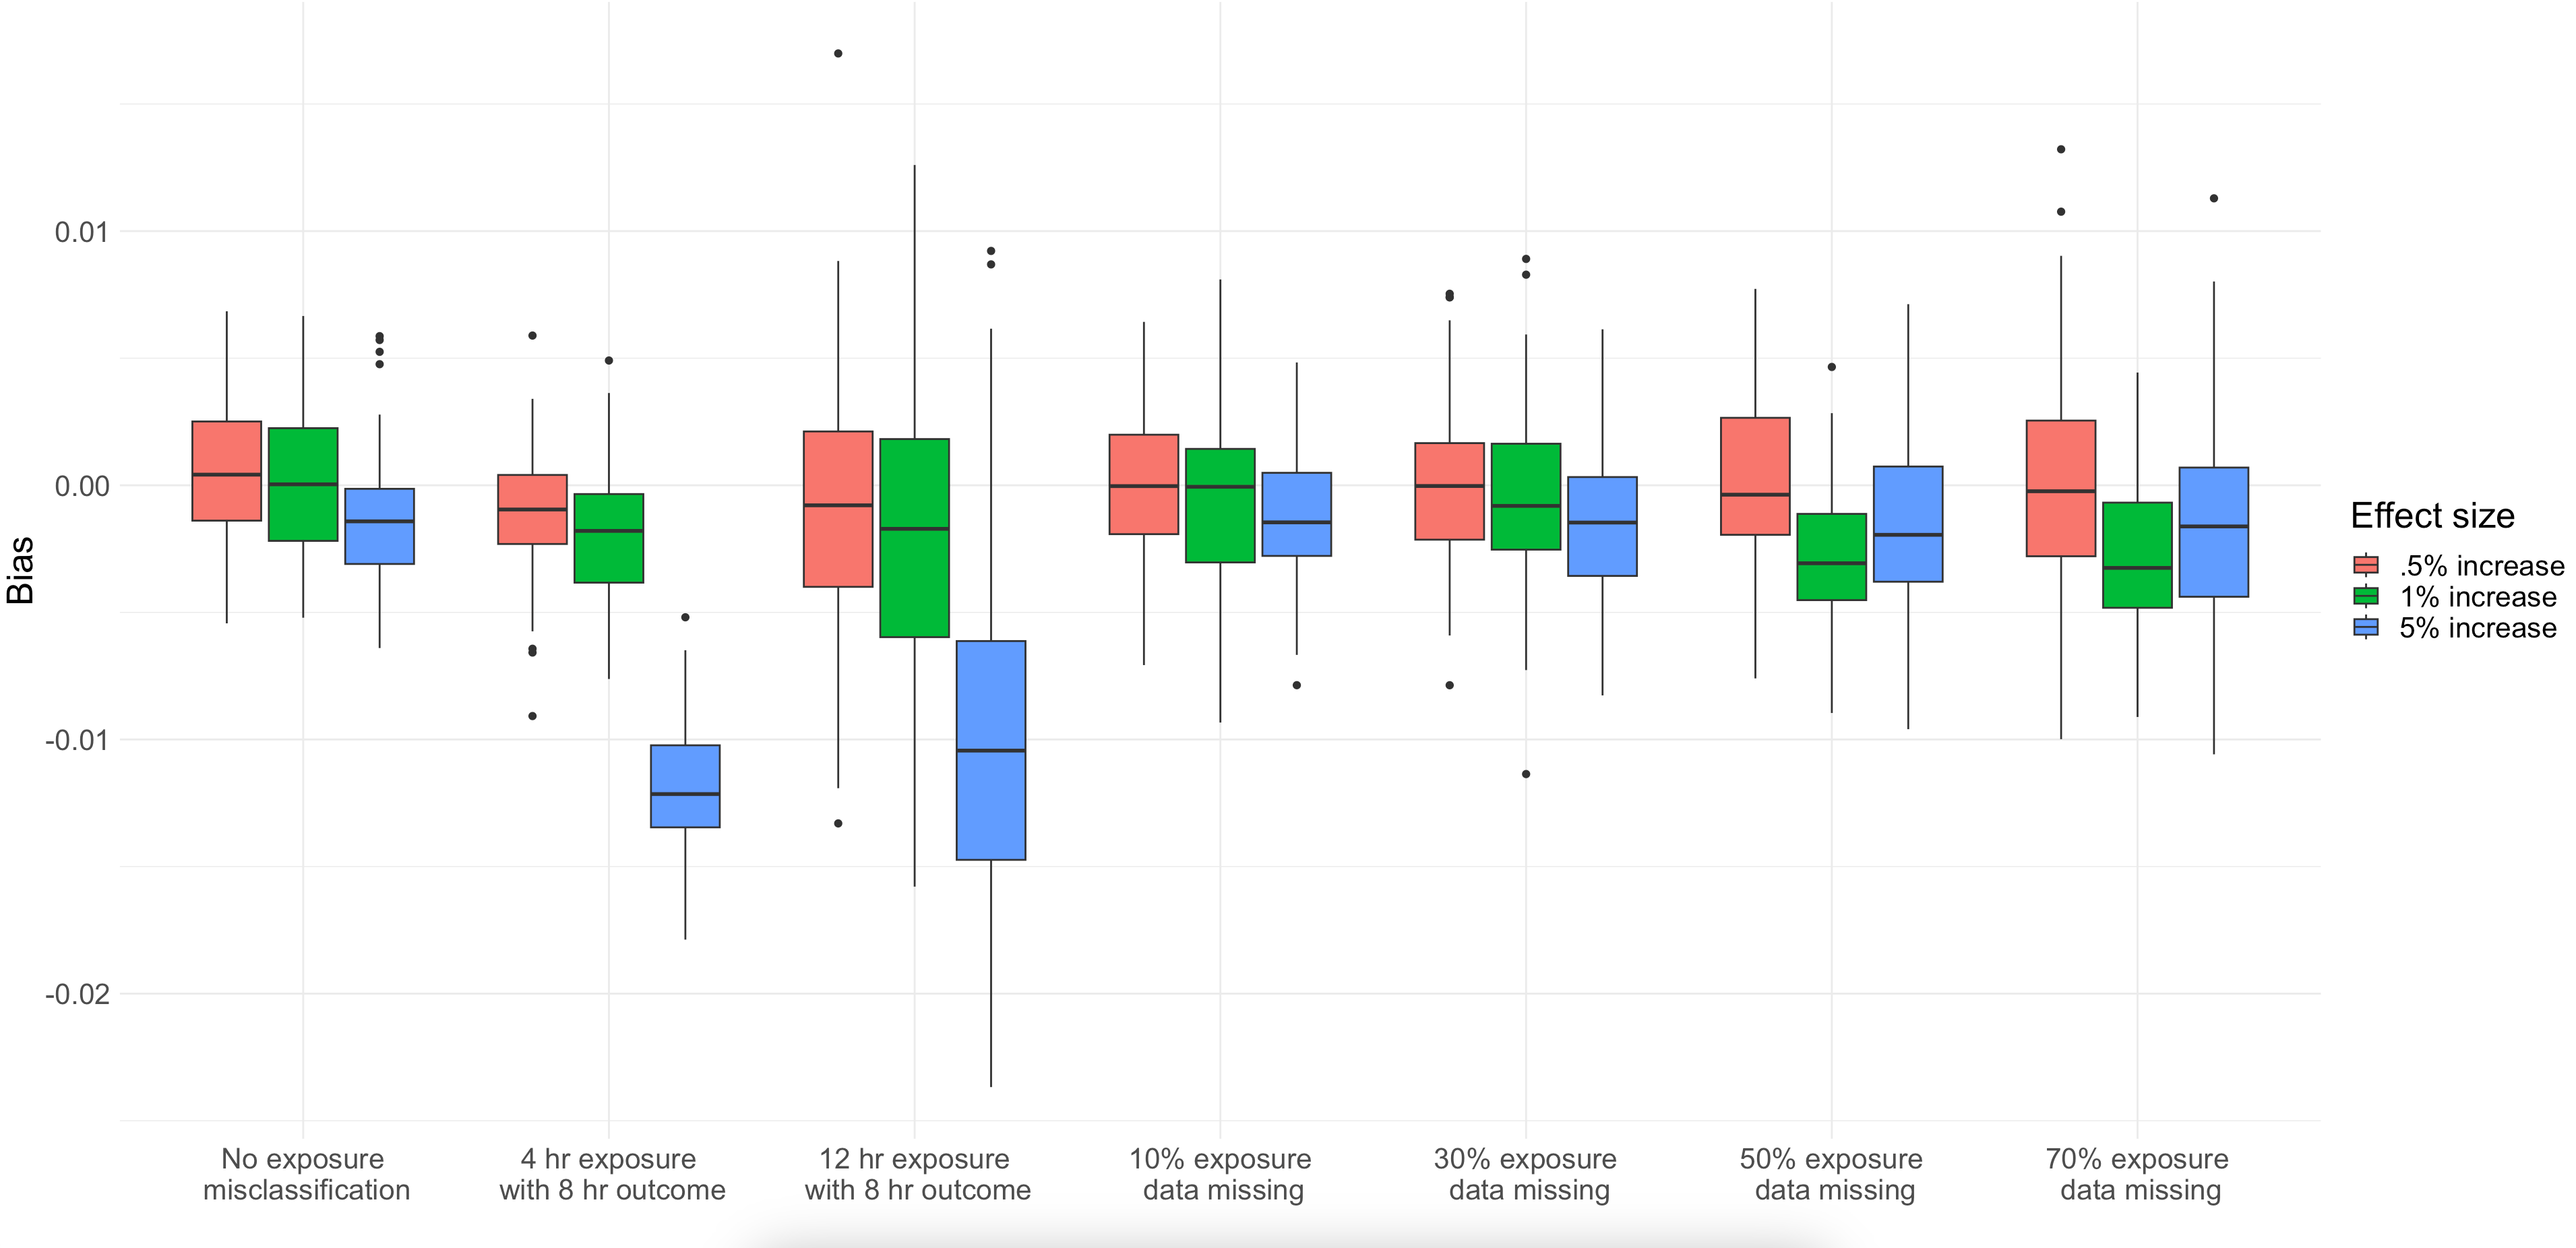 0.01
0.00
-0.01
-0.02
Bias
No exposure
misclassification
4 hr exposure
with 8 hr outcome
12 hr exposure
with 8 hr outcome
10% exposure
data missing
30% exposure
data missing
50% exposure
data missing
70% exposure
data missing
Effect size
.5% increase
1% increase
5% increase